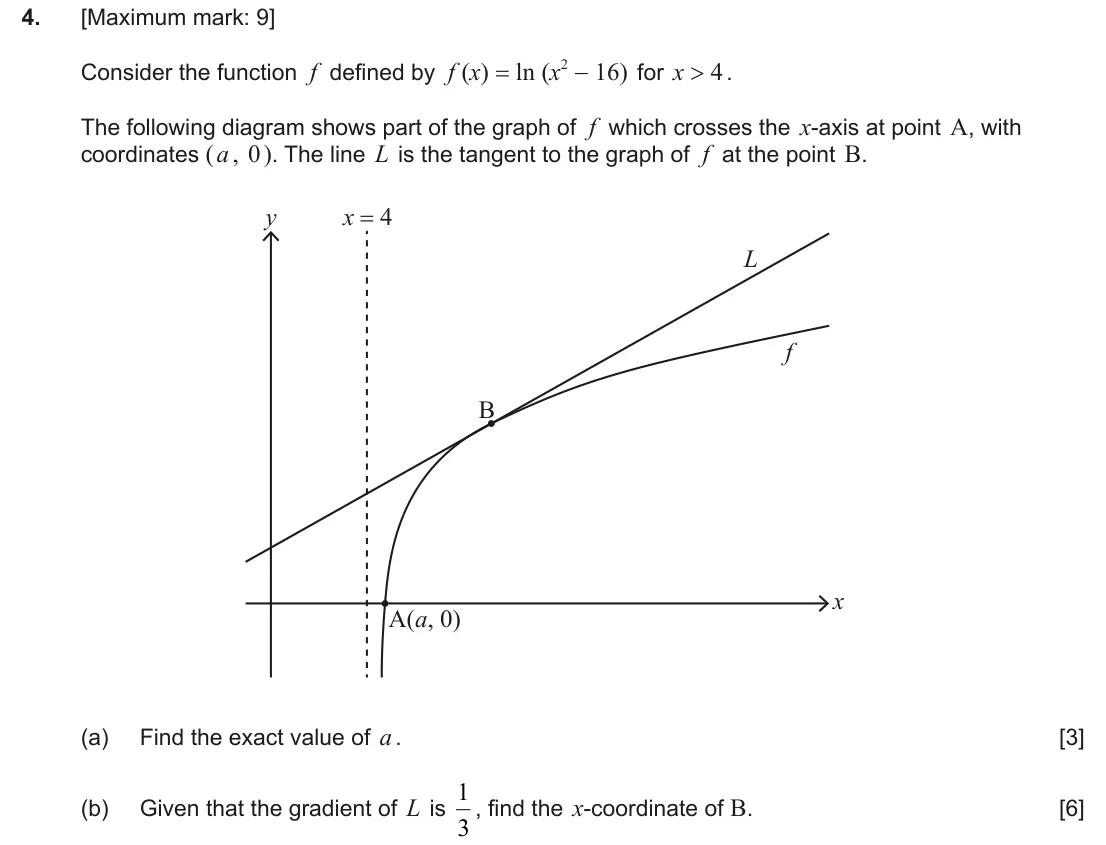 4. [Maximum mark: 9]
Consider the function f defined by f(x) = ln (x² − 16) for x > 4.
The following diagram shows part of the graph of f which crosses the x-axis at point A, with
coordinates (a, 0). The line L is the tangent to the graph of f at the point B.
y x = 4
L
f
B
x
A(a, 0)
(a) Find the exact value of a. [3]
(b) Given that the gradient of L is 1/3, find the x-coordinate of B. [6]